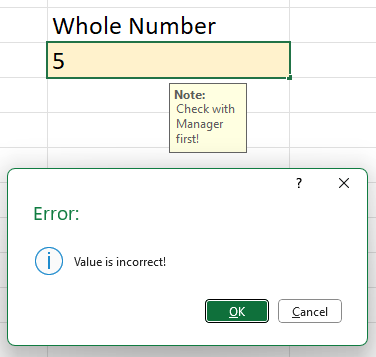 Whole Number
5
Note:
Check with
Manager
first!
?
Error:
Value is incorrect!
OK
Cancel